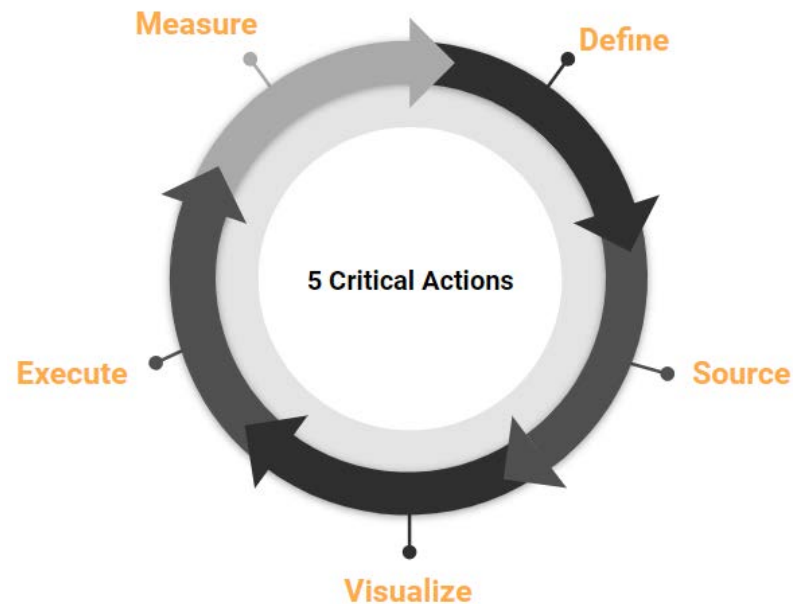 Measure
Define
5 Critical Actions
Execute
Source
Visualize